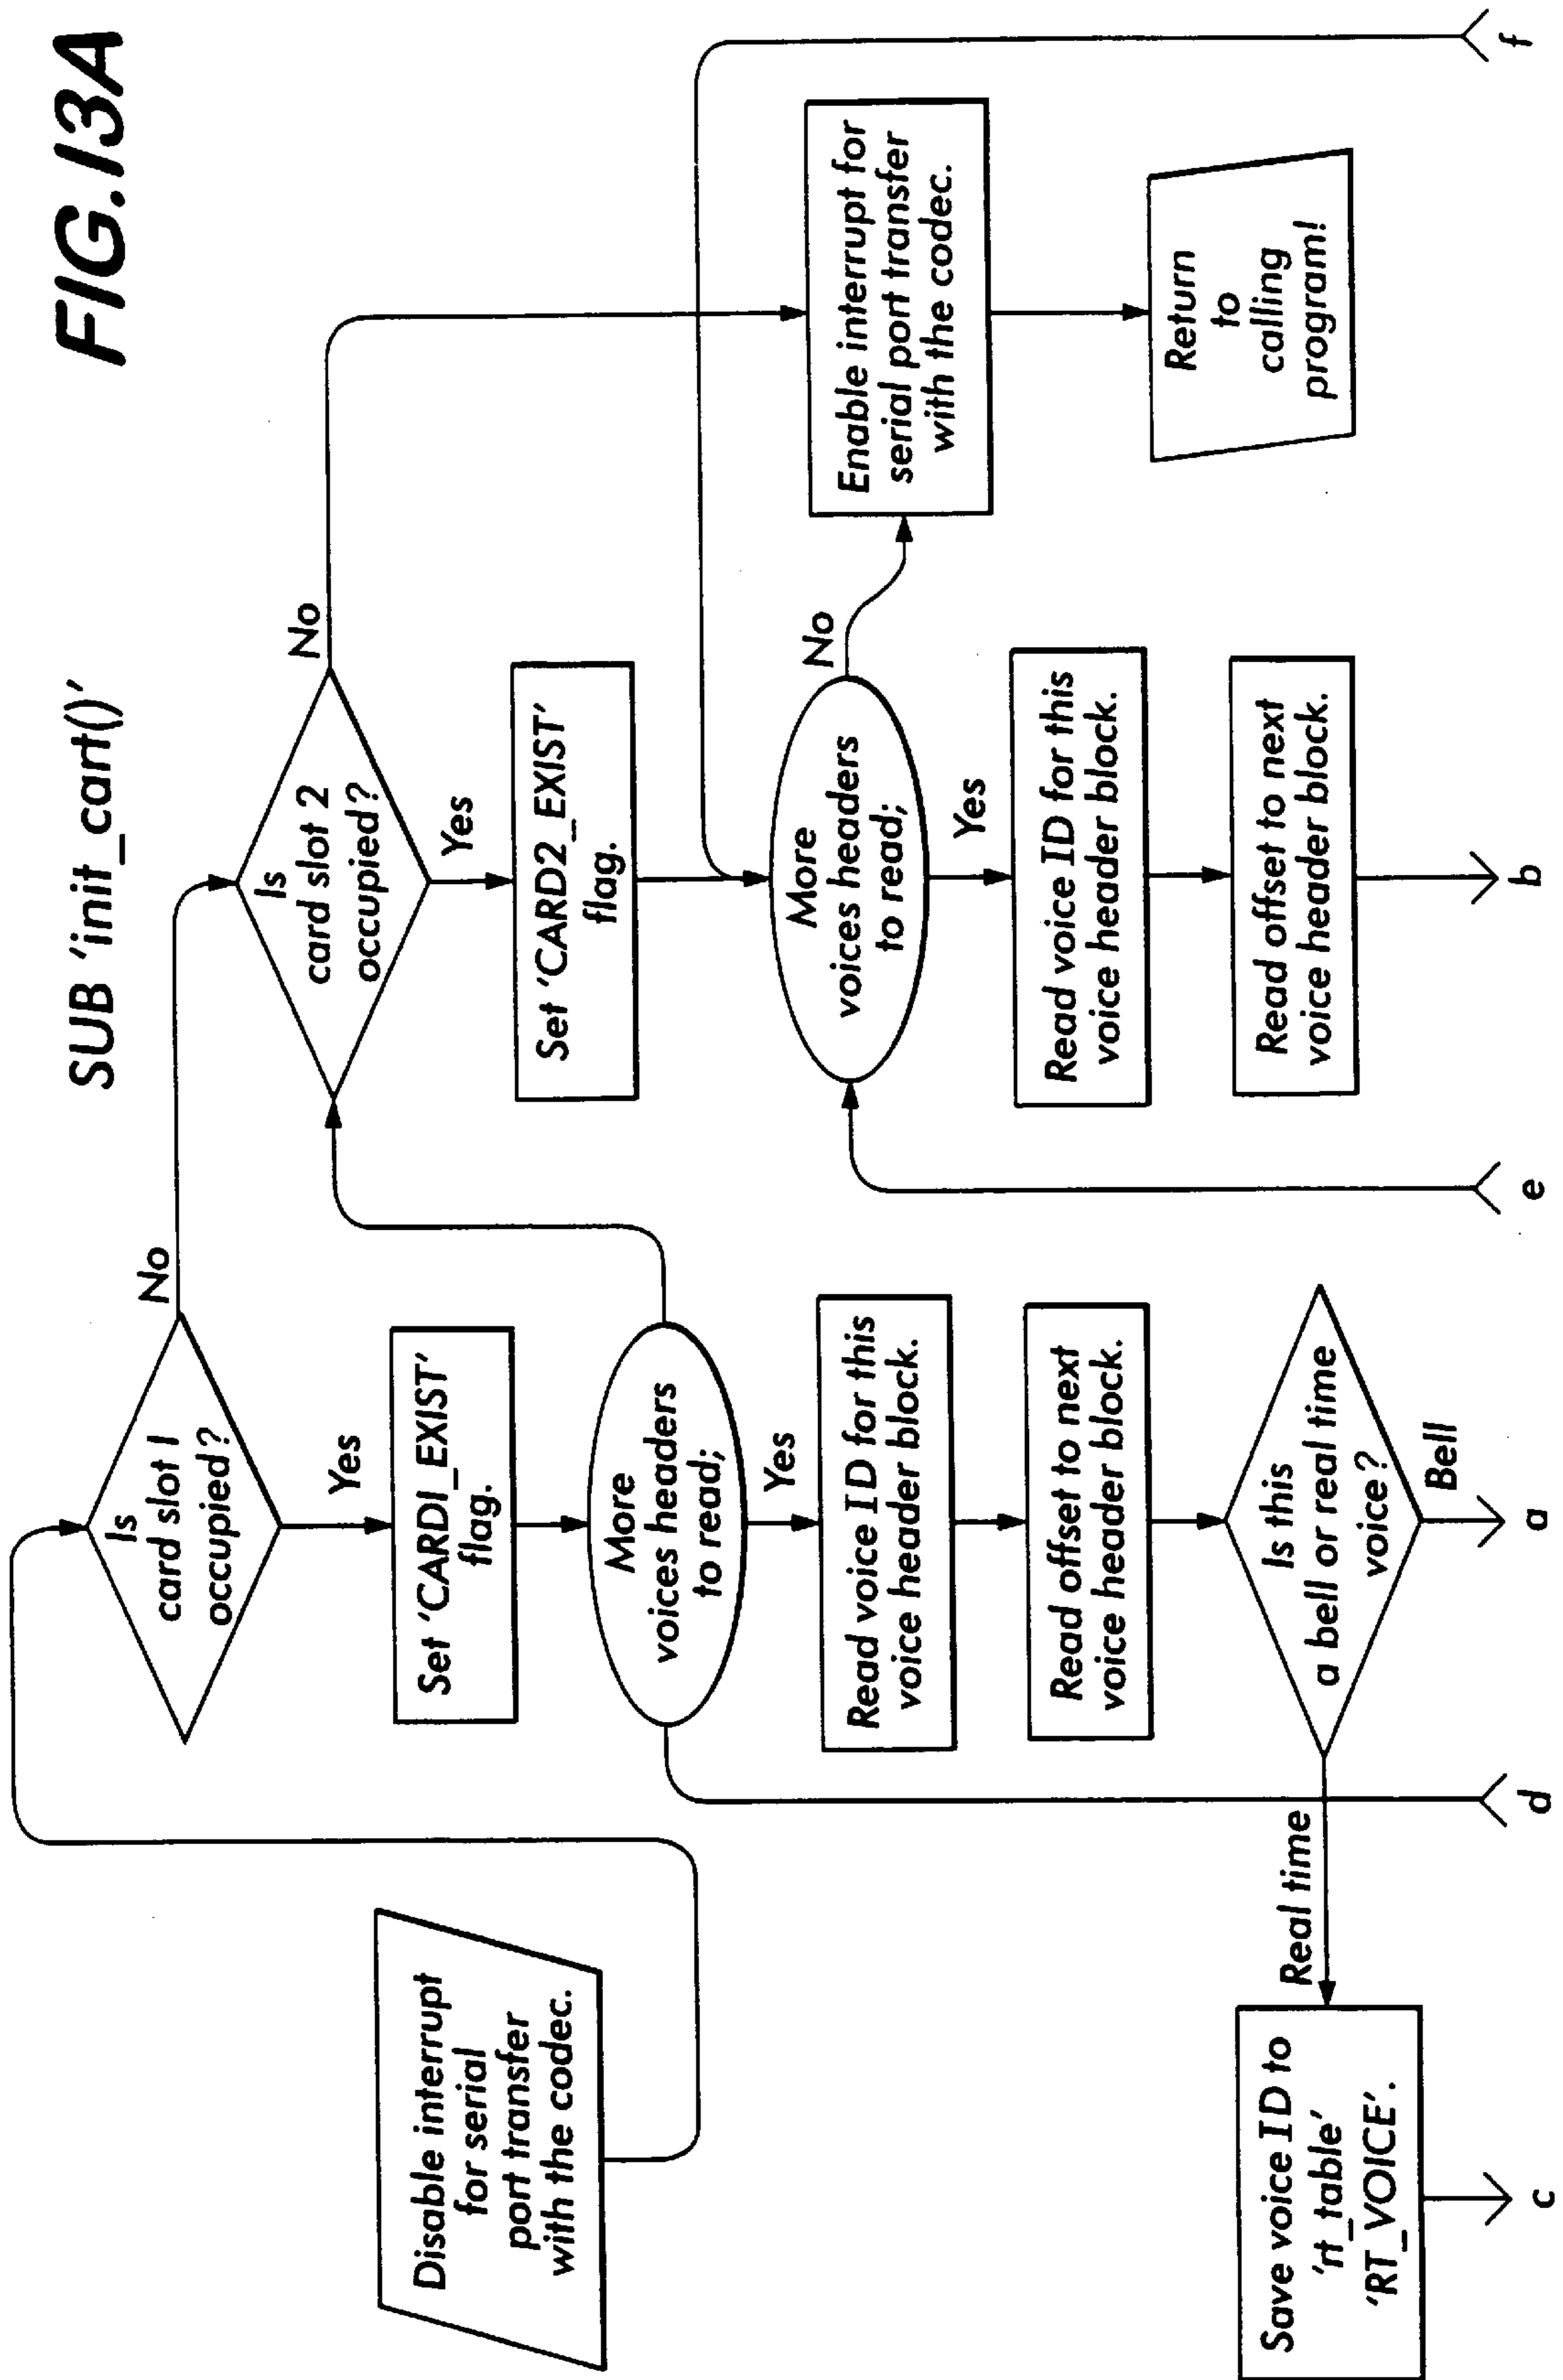 FIG.13A
SUB 'init_cart()'
Disable interrupt
for serial
port transfer
with the codec.
Is
card slot 1
occupied?
No
Yes
Set 'CARD1_EXIST'
flag.
More
voices headers
to read;
Yes
Read voice ID for this
voice header block.
Read offset to next
voice header block.
Is this
a bell or real time
voice?
Real time
Bell
Save voice ID to
'rt_table'
'RT_VOICE'.
Is
card slot 2
occupied?
No
Yes
Set 'CARD2_EXIST'
flag.
More
voices headers
to read;
No
Yes
Read voice ID for this
voice header block.
Read offset to next
voice header block.
Enable interrupt for
serial port transfer
with the codec.
Return
to
calling
program!
c
d
a
e
b
f